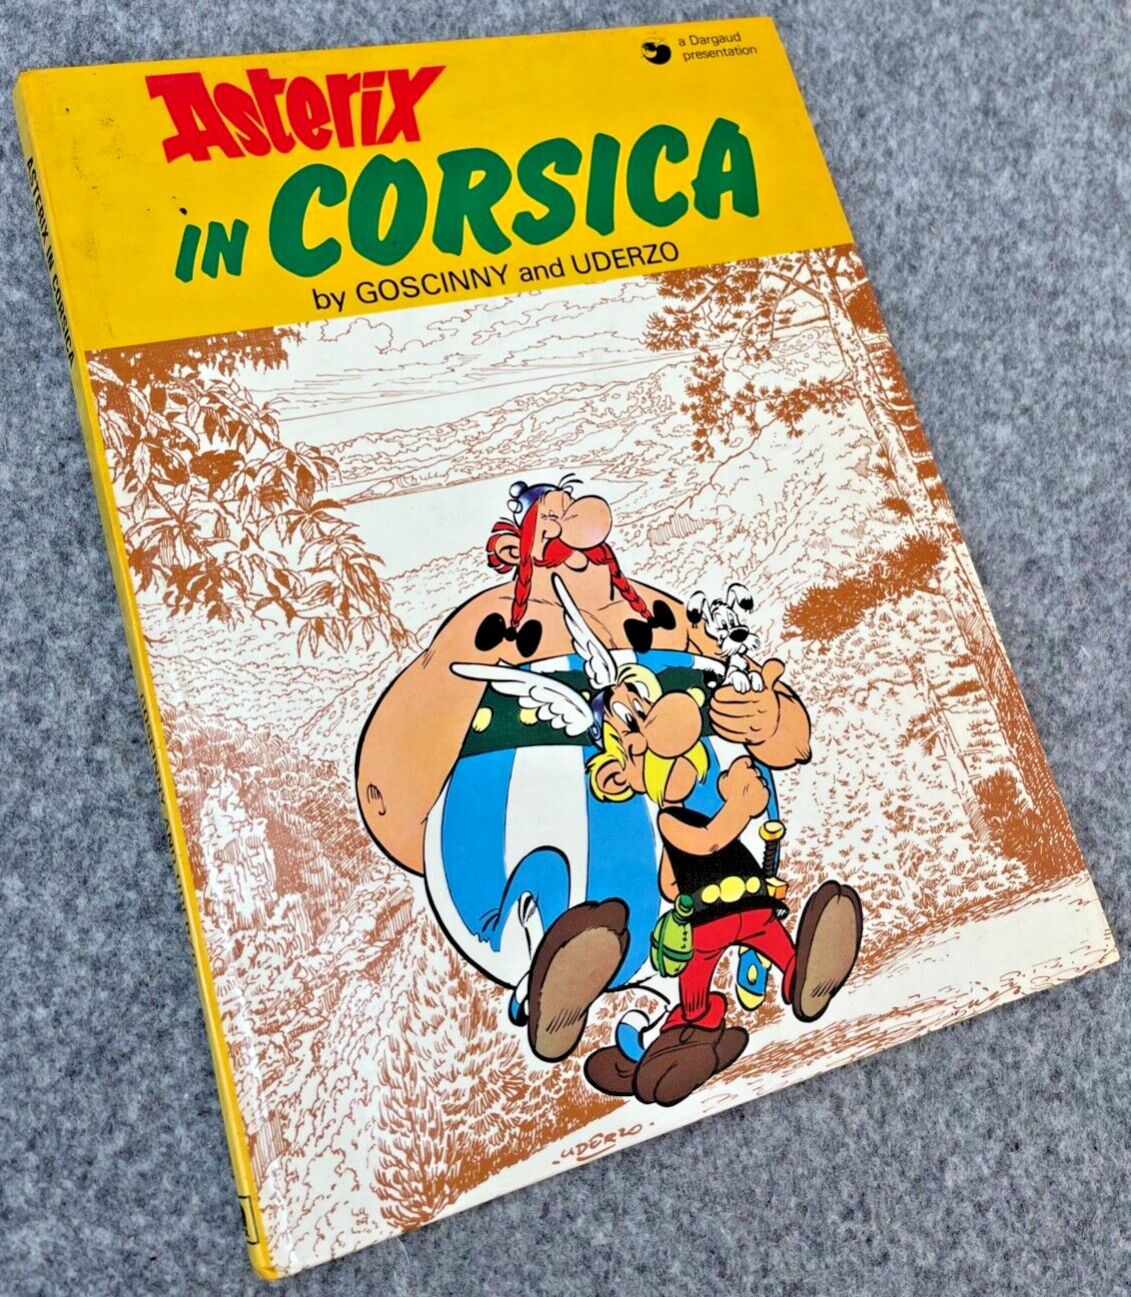 a Dargaud
presentation
Asterix
IN CORSICA
by GOSCINNY and UDERZO
ASTERIX IN CORSICA
UDERZO.